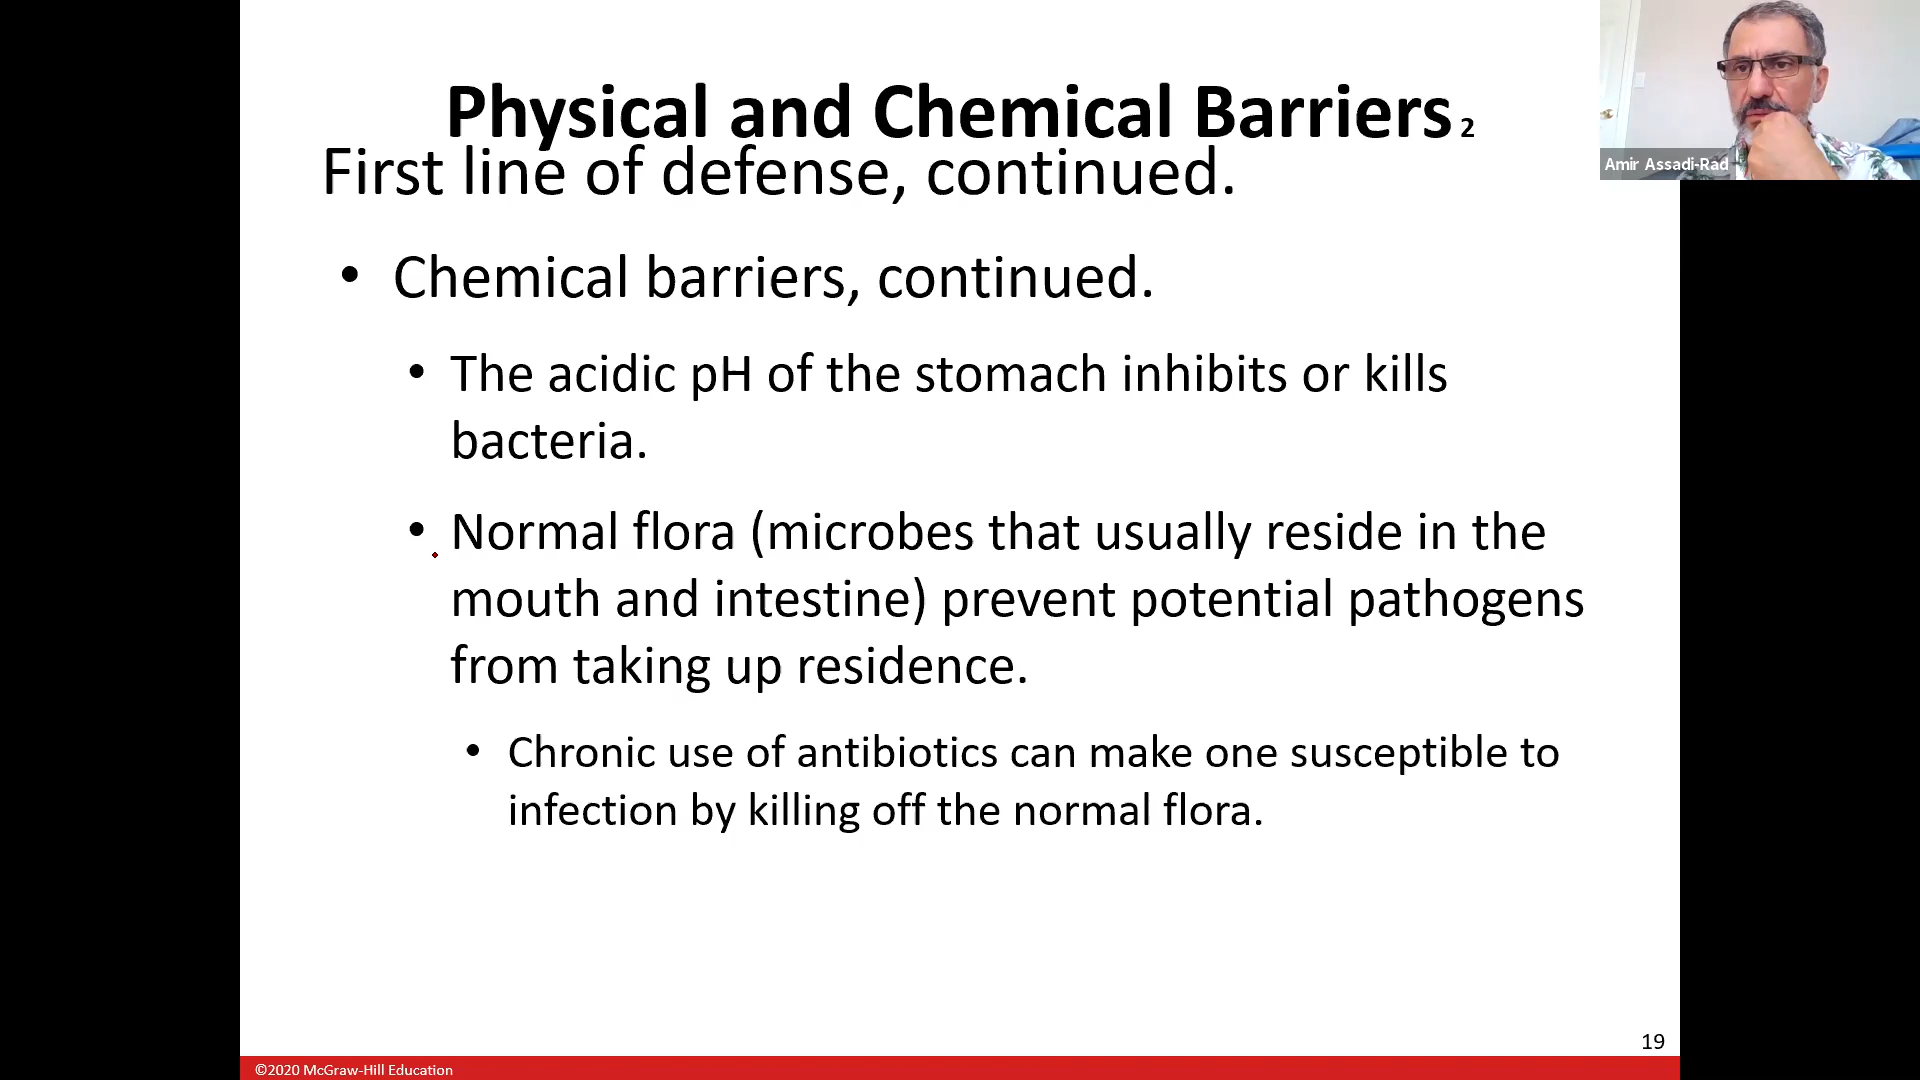 Physical and Chemical Barriers 2
First line of defense, continued.
• Chemical barriers, continued.
• The acidic pH of the stomach inhibits or kills
bacteria.
• Normal flora (microbes that usually reside in the
mouth and intestine) prevent potential pathogens
from taking up residence.
• Chronic use of antibiotics can make one susceptible to
infection by killing off the normal flora.
19
©2020 McGraw-Hill Education
Amir Assadi-Rad